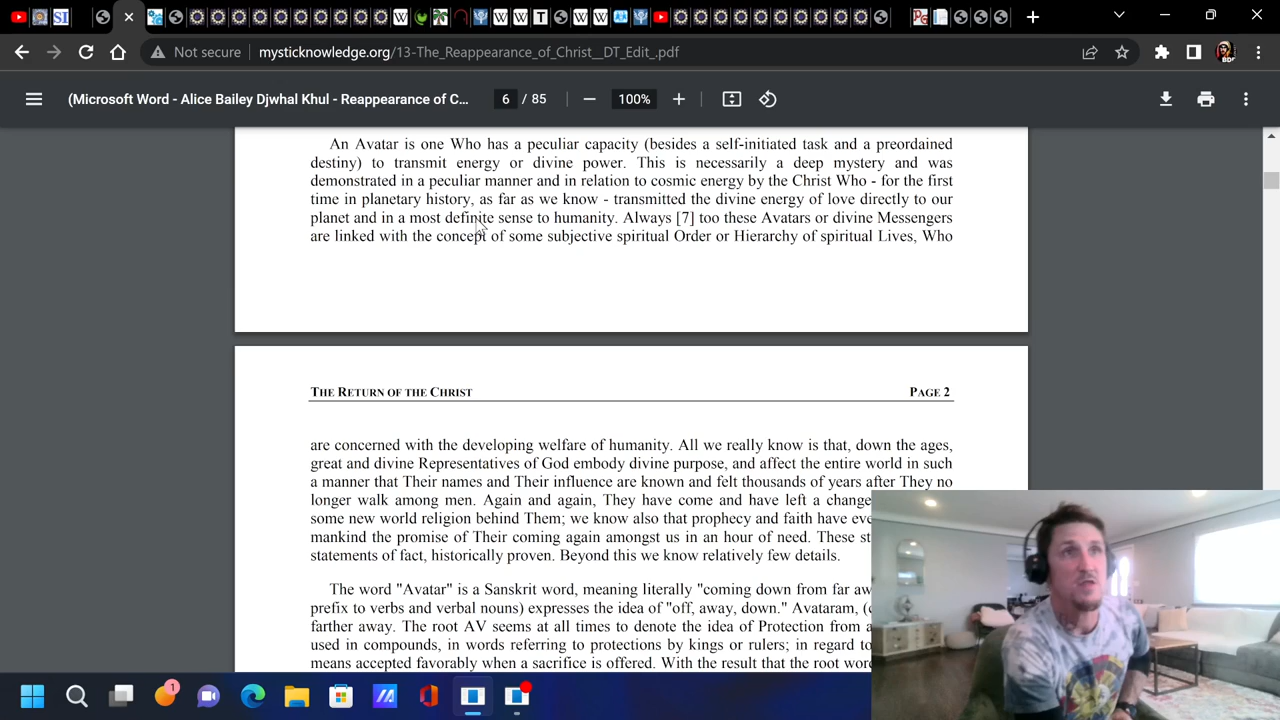 Not secure
mysticknowledge.org/13-The_Reappearance_of_Christ__DT_Edit_.pdf
(Microsoft Word - Alice Bailey Djwhal Khul - Reappearance of C...
6 / 85
100%
An Avatar is one Who has a peculiar capacity (besides a self-initiated task and a preordained
destiny) to transmit energy or divine power. This is necessarily a deep mystery and was
demonstrated in a peculiar manner and in relation to cosmic energy by the Christ Who - for the first
time in planetary history, as far as we know - transmitted the divine energy of love directly to our
planet and in a most definite sense to humanity. Always [7] too these Avatars or divine Messengers
are linked with the concept of some subjective spiritual Order or Hierarchy of spiritual Lives, Who
THE RETURN OF THE CHRIST
PAGE 2
are concerned with the developing welfare of humanity. All we really know is that, down the ages,
great and divine Representatives of God embody divine purpose, and affect the entire world in such
a manner that Their names and Their influence are known and felt thousands of years after They no
longer walk among men. Again and again, They have come and have left a change
some new world religion behind Them; we know also that prophecy and faith have eve
mankind the promise of Their coming again amongst us in an hour of need. These st
statements of fact, historically proven. Beyond this we know relatively few details.
The word "Avatar" is a Sanskrit word, meaning literally "coming down from far aw
prefix to verbs and verbal nouns) expresses the idea of "off, away, down." Avataram, (
farther away. The root AV seems at all times to denote the idea of Protection from a
used in compounds, in words referring to protections by kings or rulers; in regard to
means accepted favorably when a sacrifice is offered. With the result that the root word